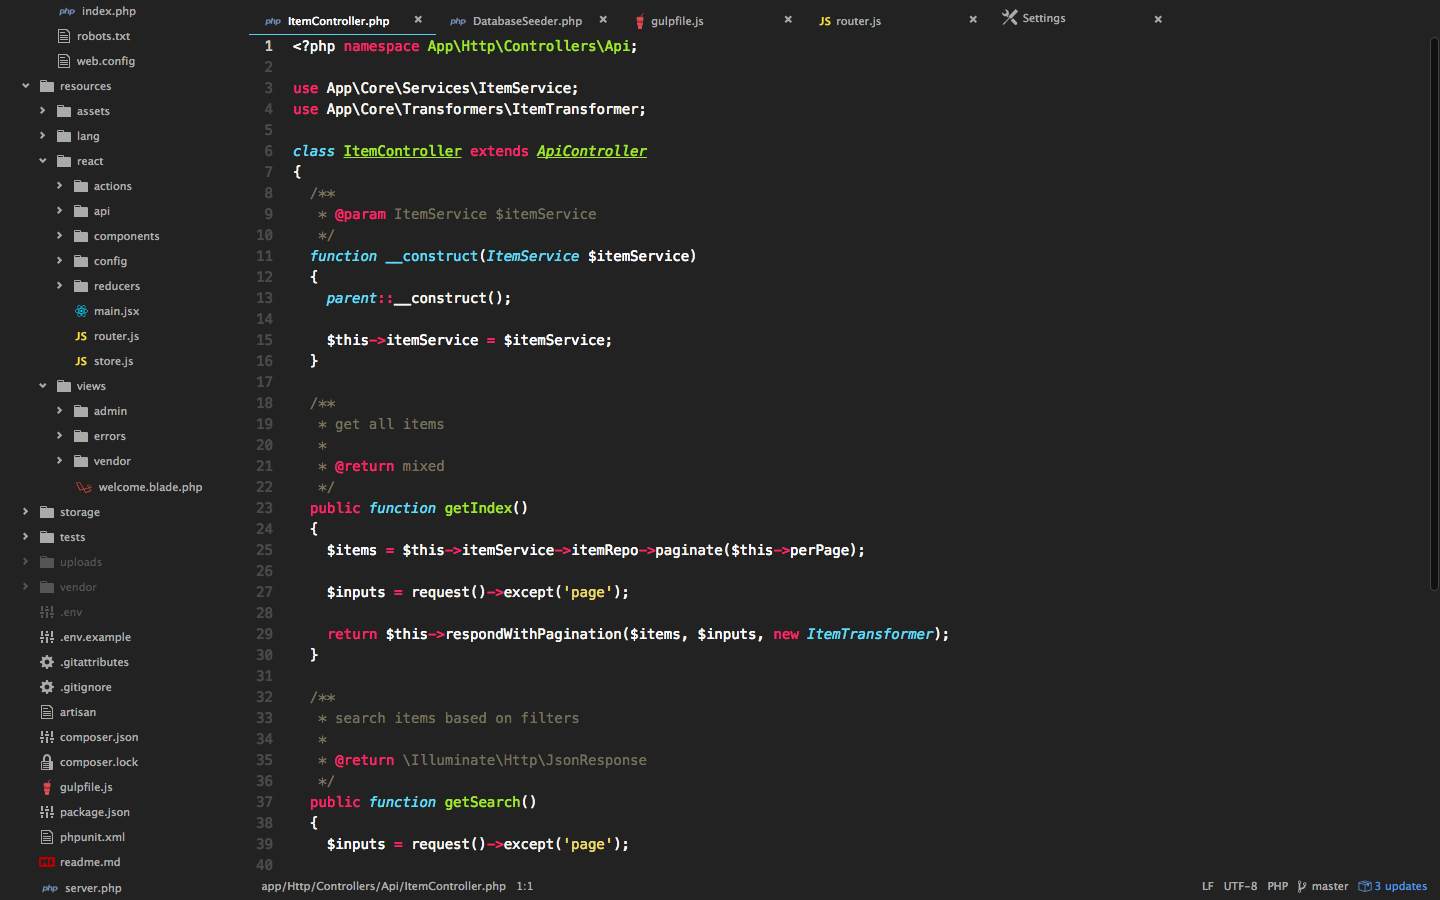 php index.php
robots.txt
web.config
resources
assets
lang
react
actions
api
components
config
reducers
main.jsx
JS router.js
JS store.js
views
admin
errors
vendor
welcome.blade.php
storage
tests
uploads
vendor
.env
.env.example
.gitattributes
.gitignore
artisan
composer.json
composer.lock
gulpfile.js
package.json
phpunit.xml
readme.md
php server.php
php ItemController.php
php DatabaseSeeder.php
gulpfile.js
JS router.js
Settings
1 <?php namespace App\Http\Controllers\Api;
2
3 use App\Core\Services\ItemService;
4 use App\Core\Transformers\ItemTransformer;
5
6 class ItemController extends ApiController
7 {
8 /**
9 * @param ItemService $itemService
10 */
11 function __construct(ItemService $itemService)
12 {
13 parent::__construct();
14
15 $this->itemService = $itemService;
16 }
17
18 /**
19 * get all items
20 *
21 * @return mixed
22 */
23 public function getIndex()
24 {
25 $items = $this->itemService->itemRepo->paginate($this->perPage);
26
27 $inputs = request()->except('page');
28
29 return $this->respondWithPagination($items, $inputs, new ItemTransformer);
30 }
31
32 /**
33 * search items based on filters
34 *
35 * @return \Illuminate\Http\JsonResponse
36 */
37 public function getSearch()
38 {
39 $inputs = request()->except('page');
40
app/Http/Controllers/Api/ItemController.php 1:1
LF UTF-8 PHP master 3 updates